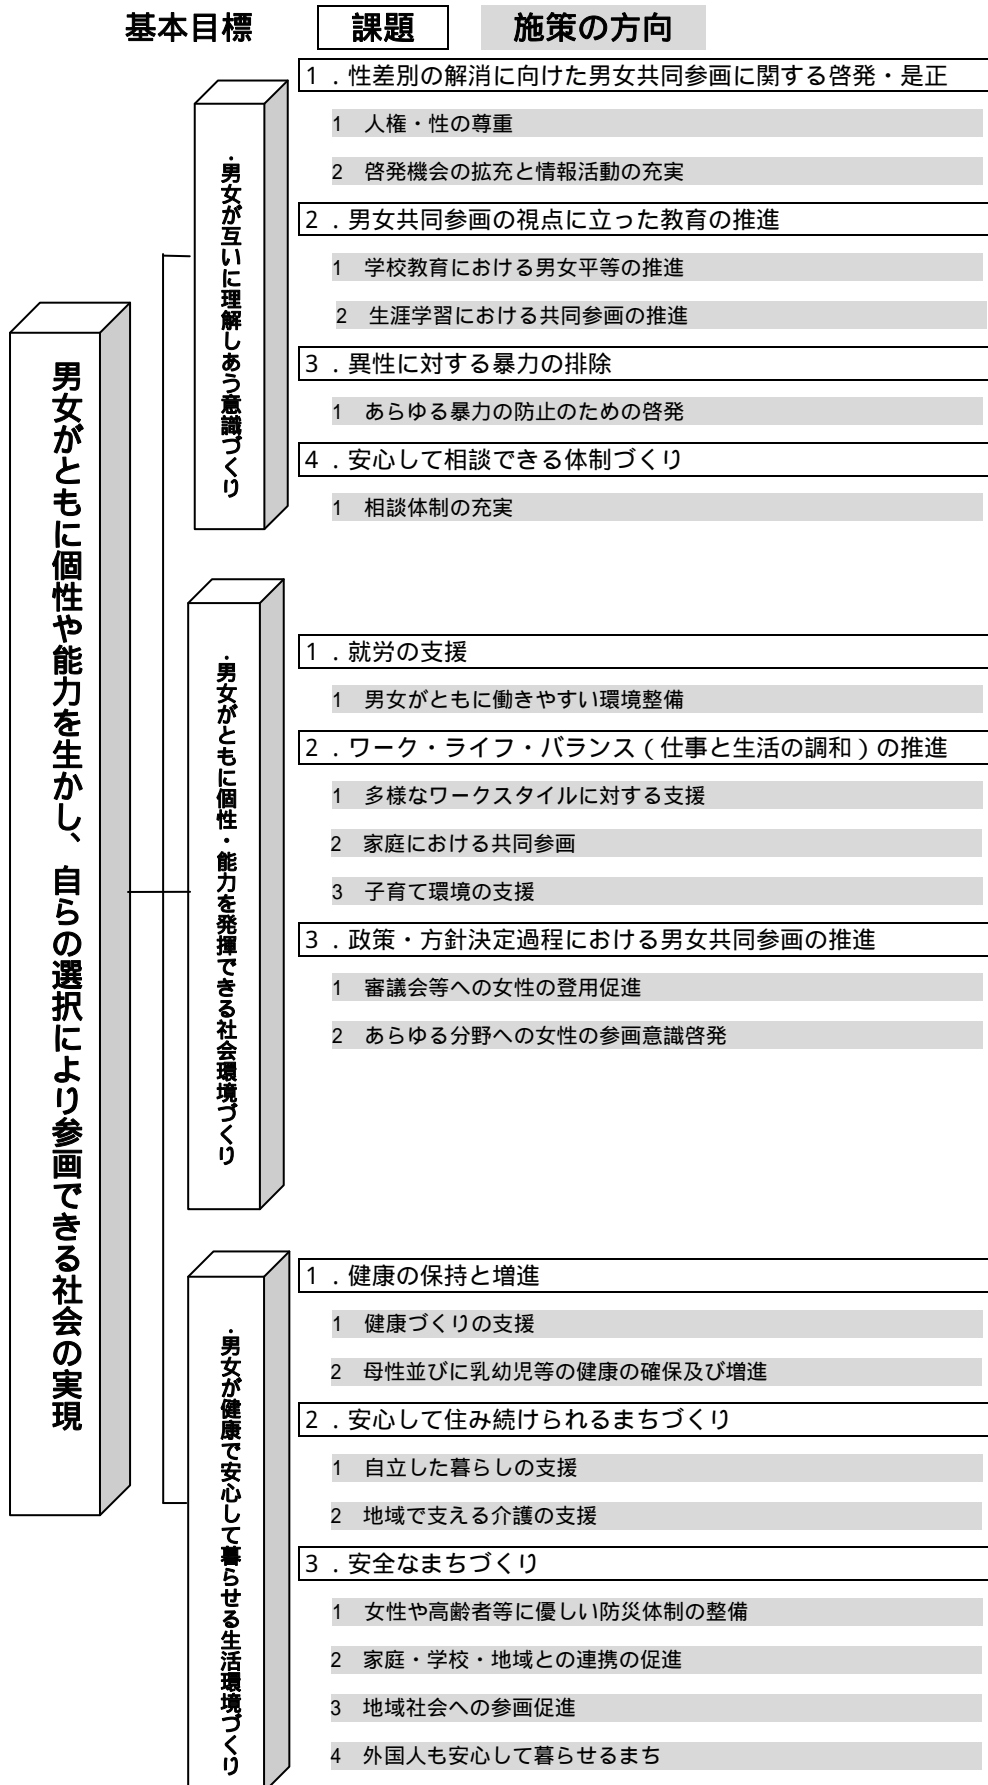 基本目標 課題 施策の方向
男女がともに個性や能力を生かし、自らの選択により参画できる社会の実現
.男女が互いに理解しあう意識づくり
1．性差別の解消に向けた男女共同参画に関する啓発・是正
1 人権・性の尊重
2 啓発機会の拡充と情報活動の充実
2．男女共同参画の視点に立った教育の推進
1 学校教育における男女平等の推進
2 生涯学習における共同参画の推進
3．異性に対する暴力の排除
1 あらゆる暴力の防止のための啓発
4．安心して相談できる体制づくり
1 相談体制の充実
.男女がともに個性・能力を発揮できる社会環境づくり
1．就労の支援
1 男女がともに働きやすい環境整備
2．ワーク・ライフ・バランス（仕事と生活の調和）の推進
1 多様なワークスタイルに対する支援
2 家庭における共同参画
3 子育て環境の支援
3．政策・方針決定過程における男女共同参画の推進
1 審議会等への女性の登用促進
2 あらゆる分野への女性の参画意識啓発
.男女が健康で安心して暮らせる生活環境づくり
1．健康の保持と増進
1 健康づくりの支援
2 母性並びに乳幼児等の健康の確保及び増進
2．安心して住み続けられるまちづくり
1 自立した暮らしの支援
2 地域で支える介護の支援
3．安全なまちづくり
1 女性や高齢者等に優しい防災体制の整備
2 家庭・学校・地域との連携の促進
3 地域社会への参画促進
4 外国人も安心して暮らせるまち